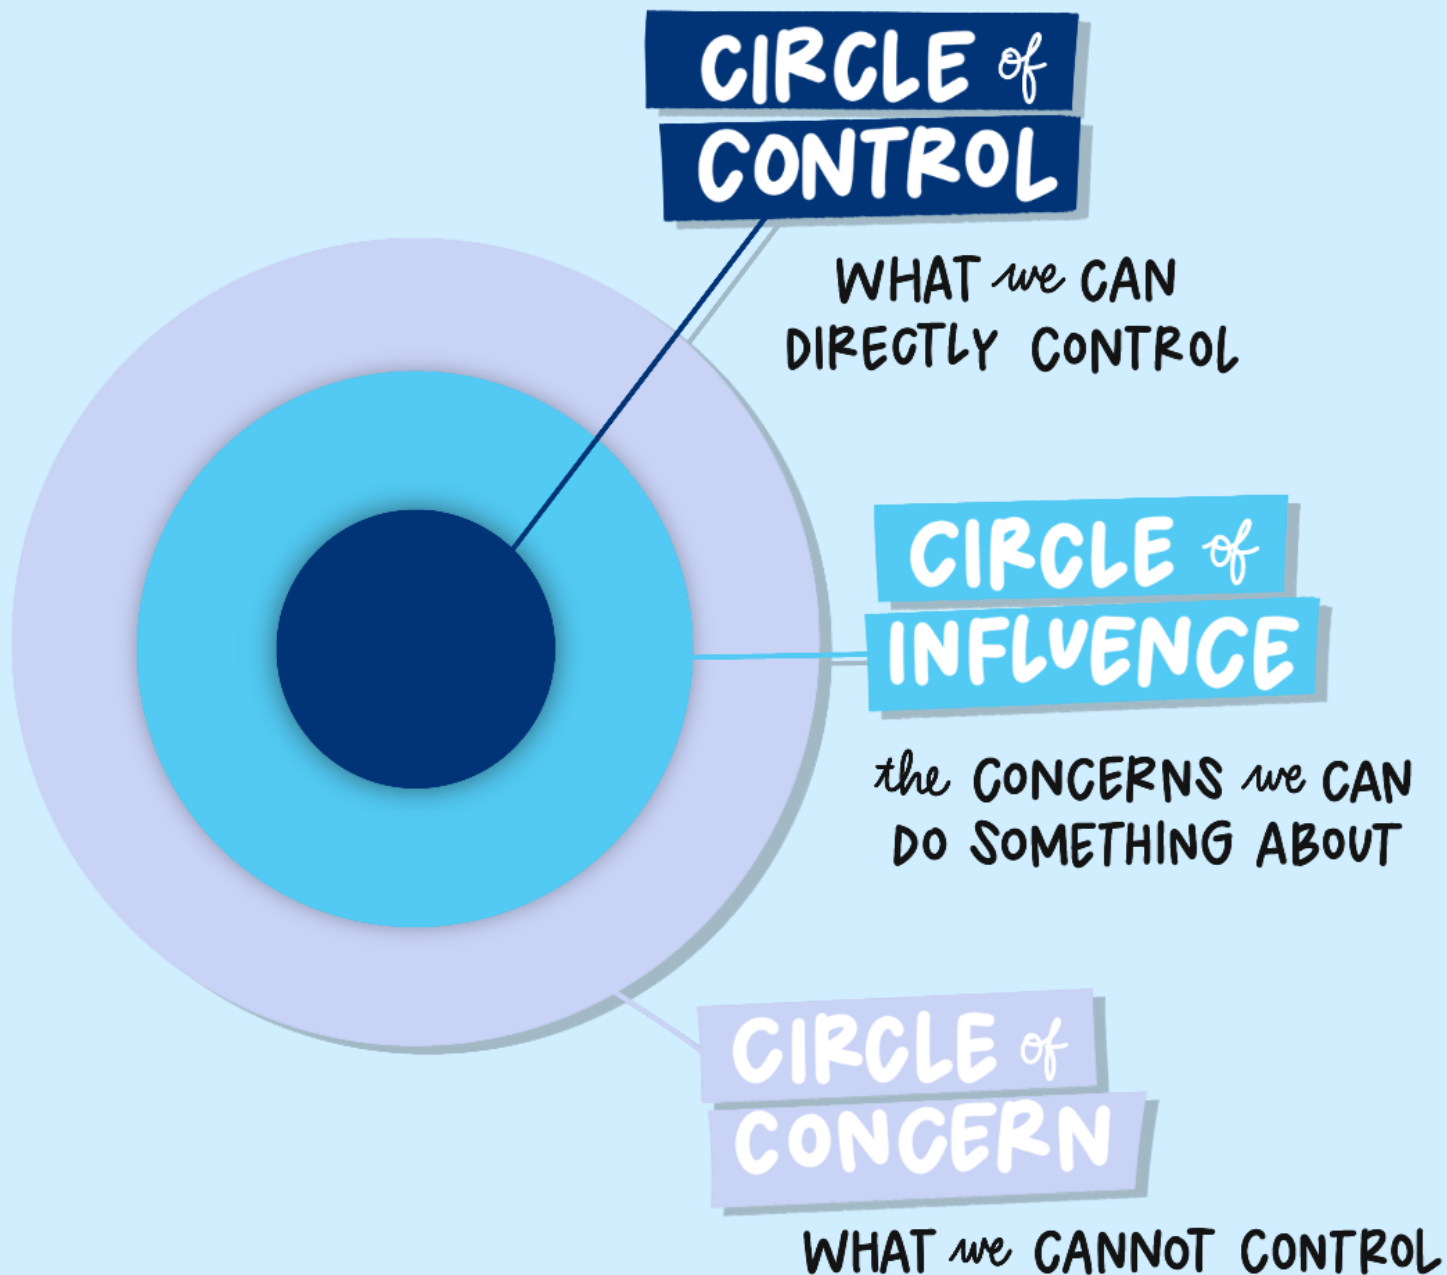 CIRCLE of
CONTROL
WHAT we CAN
DIRECTLY CONTROL
CIRCLE of
INFLUENCE
the CONCERNS we CAN
DO SOMETHING ABOUT
CIRCLE of
CONCERN
WHAT we CANNOT CONTROL